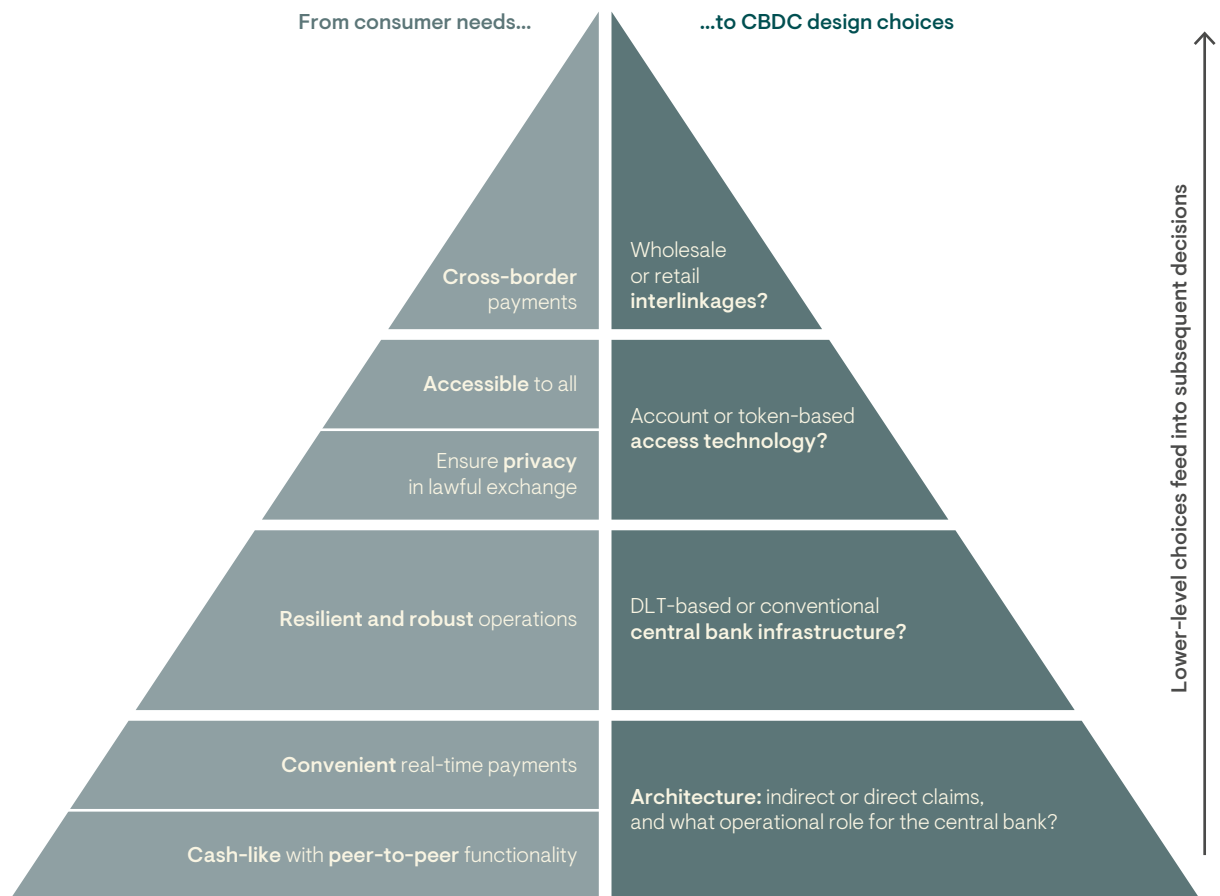 From consumer needs...
...to CBDC design choices
Cross-border
payments
Wholesale
or retail
interlinkages?
Accessible to all
Ensure privacy
in lawful exchange
Account or token-based
access technology?
Resilient and robust operations
DLT-based or conventional
central bank infrastructure?
Convenient real-time payments
Cash-like with peer-to-peer functionality
Architecture: indirect or direct claims,
and what operational role for the central bank?
Lower-level choices feed into subsequent decisions